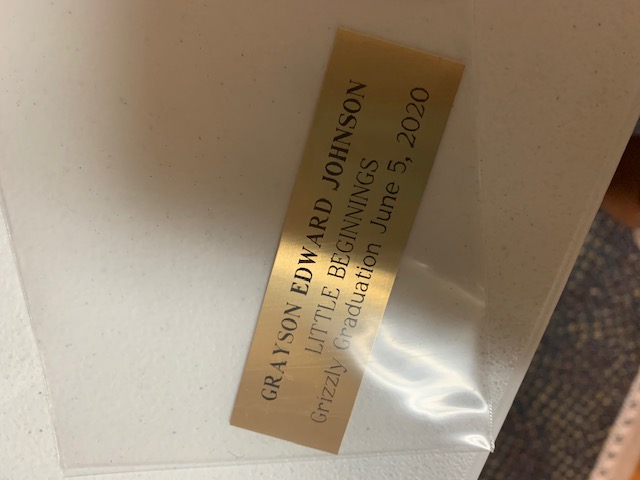 GRAYSON EDWARD JOHNSON
LITTLE BEGINNINGS
Grizzly Graduation June 5, 2020